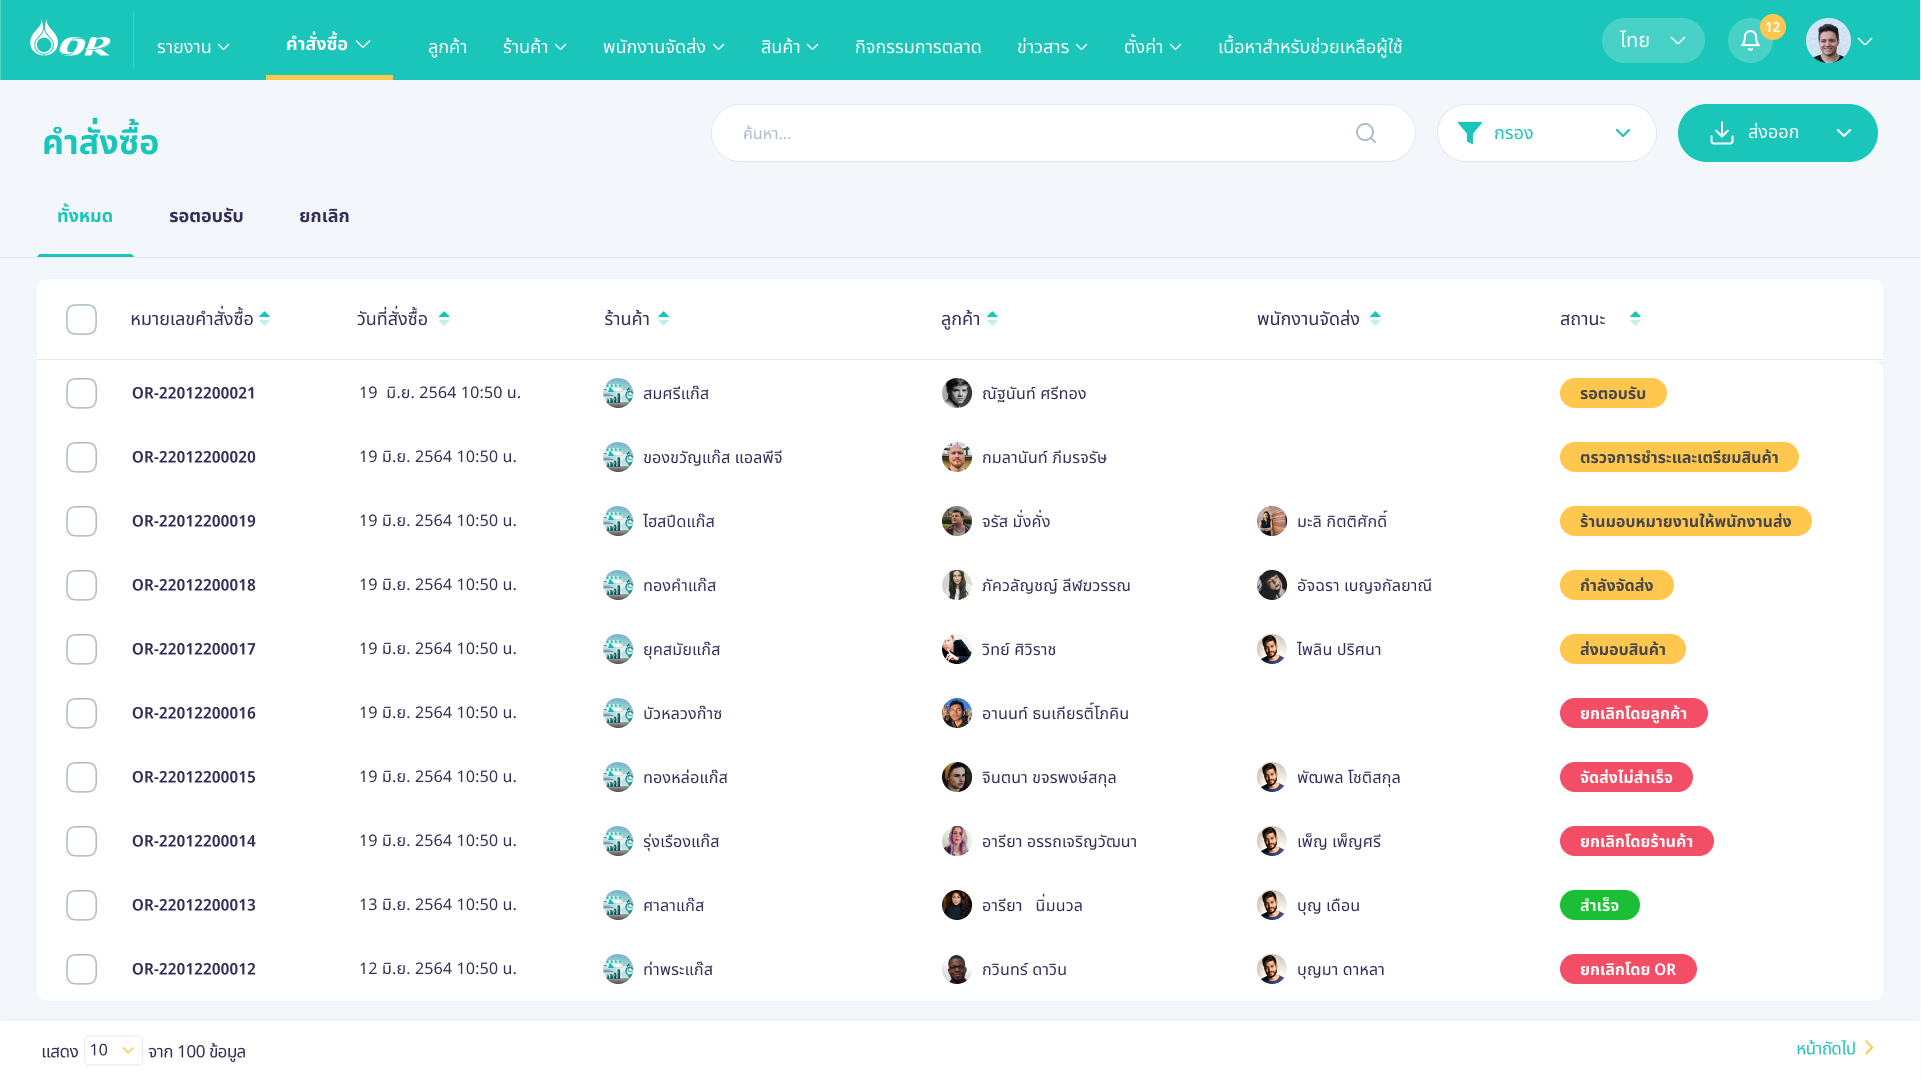 OR รายงาน คำสั่งซื้อ ลูกค้า ร้านค้า พนักงานจัดส่ง สินค้า กิจกรรมการตลาด ข่าวสาร ตั้งค่า เนื้อหาสำหรับช่วยเหลือผู้ใช้ ไทย 12
คำสั่งซื้อ ค้นหา... กรอง ส่งออก
ทั้งหมด รอตอบรับ ยกเลิก
หมายเลขคำสั่งซื้อ วันที่สั่งซื้อ ร้านค้า ลูกค้า พนักงานจัดส่ง สถานะ
OR-22012200021 19 มิ.ย. 2564 10:50 น. สมศรีแก๊ส ณัฐนันท์ ศรีทอง รอตอบรับ
OR-22012200020 19 มิ.ย. 2564 10:50 น. ของขวัญแก๊ส แอลพีจี กมลานันท์ ภีมรจรัษ ตรวจการชำระและเตรียมสินค้า
OR-22012200019 19 มิ.ย. 2564 10:50 น. ไฮสปีดแก๊ส จรัส มั่งคั่ง มะลิ กิตติศักดิ์ ร้านมอบหมายงานให้พนักงานส่ง
OR-22012200018 19 มิ.ย. 2564 10:50 น. ทองคำแก๊ส ภัควลัญชญ์ ลีฬฆวรรณ อัจฉรา เบญจกัลยาณี กำลังจัดส่ง
OR-22012200017 19 มิ.ย. 2564 10:50 น. ยุคสมัยแก๊ส วิทย์ ศิวิราช ไพลิน ปริศนา ส่งมอบสินค้า
OR-22012200016 19 มิ.ย. 2564 10:50 น. บัวหลวงก๊าซ อานนท์ ธนเกียรติ์โภคิน ยกเลิกโดยลูกค้า
OR-22012200015 19 มิ.ย. 2564 10:50 น. ทองหล่อแก๊ส จินตนา ขจรพงษ์สกุล พัฒพล โชติสกุล จัดส่งไม่สำเร็จ
OR-22012200014 19 มิ.ย. 2564 10:50 น. รุ่งเรืองแก๊ส อารียา อรรถเจริญวัฒนา เพ็ญ เพ็ญศรี ยกเลิกโดยร้านค้า
OR-22012200013 13 มิ.ย. 2564 10:50 น. ศาลาแก๊ส อารียา นิ่มนวล บุญ เดือน สำเร็จ
OR-22012200012 12 มิ.ย. 2564 10:50 น. ท่าพระแก๊ส กวินทร์ ดาวิน บุญมา ดาหลา ยกเลิกโดย OR
แสดง 10 จาก 100 ข้อมูล หน้าถัดไป